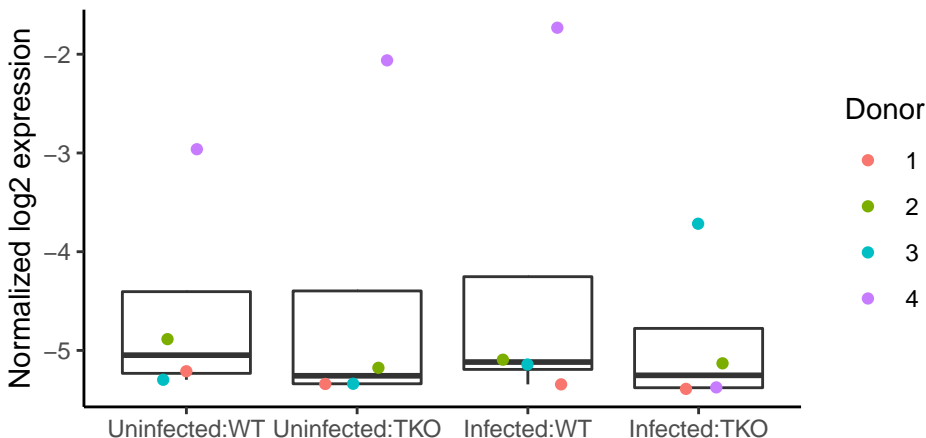 Normalized log2 expression
−2
−3
−4
−5
Uninfected:WT
Uninfected:TKO
Infected:WT
Infected:TKO
Donor
1
2
3
4